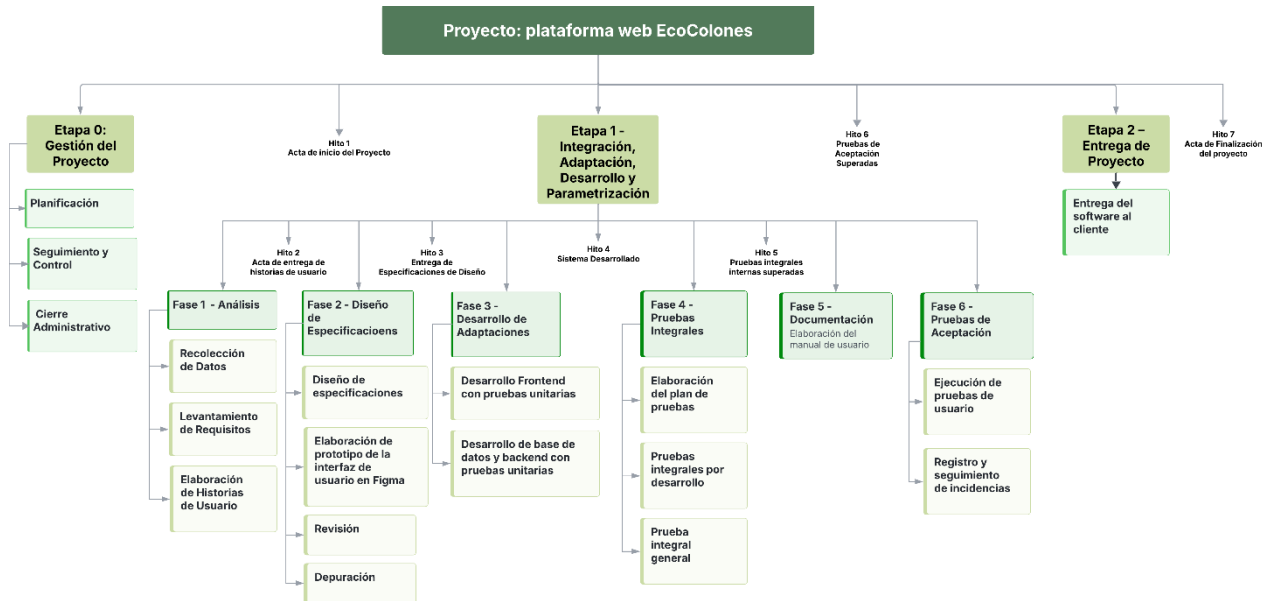 Proyecto: plataforma web EcoColones
Etapa 0:
Gestión del
Proyecto
Hito 1
Acta de inicio del Proyecto
Etapa 1 -
Integración,
Adaptación,
Desarrollo y
Parametrización
Hito 6
Pruebas de
Aceptación
Superadas
Etapa 2 –
Entrega de
Proyecto
Hito 7
Acta de Finalización
del proyecto
Planificación
Seguimiento y
Control
Cierre
Administrativo
Entrega del
software al
cliente
Hito 2
Acta de entrega de
historias de usuario
Hito 3
Entrega de
Especificaciones de Diseño
Hito 4
Sistema Desarrollado
Hito 5
Pruebas integrales
internas superadas
Fase 1 - Análisis
Recolección
de Datos
Levantamiento
de Requisitos
Elaboración
de Historias
de Usuario
Fase 2 - Diseño
de
Especificacioens
Diseño de
especificaciones
Elaboración de
prototipo de la
interfaz de
usuario en Figma
Revisión
Depuración
Fase 3 -
Desarrollo de
Adaptaciones
Desarrollo Frontend
con pruebas unitarias
Desarrollo de base de
datos y backend con
pruebas unitarias
Fase 4 -
Pruebas
Integrales
Elaboración
del plan de
pruebas
Pruebas
integrales por
desarrollo
Prueba
integral
general
Fase 5 -
Documentación
Elaboración del
manual de usuario
Fase 6 -
Pruebas de
Aceptación
Ejecución de
pruebas de
usuario
Registro y
seguimiento
de incidencias